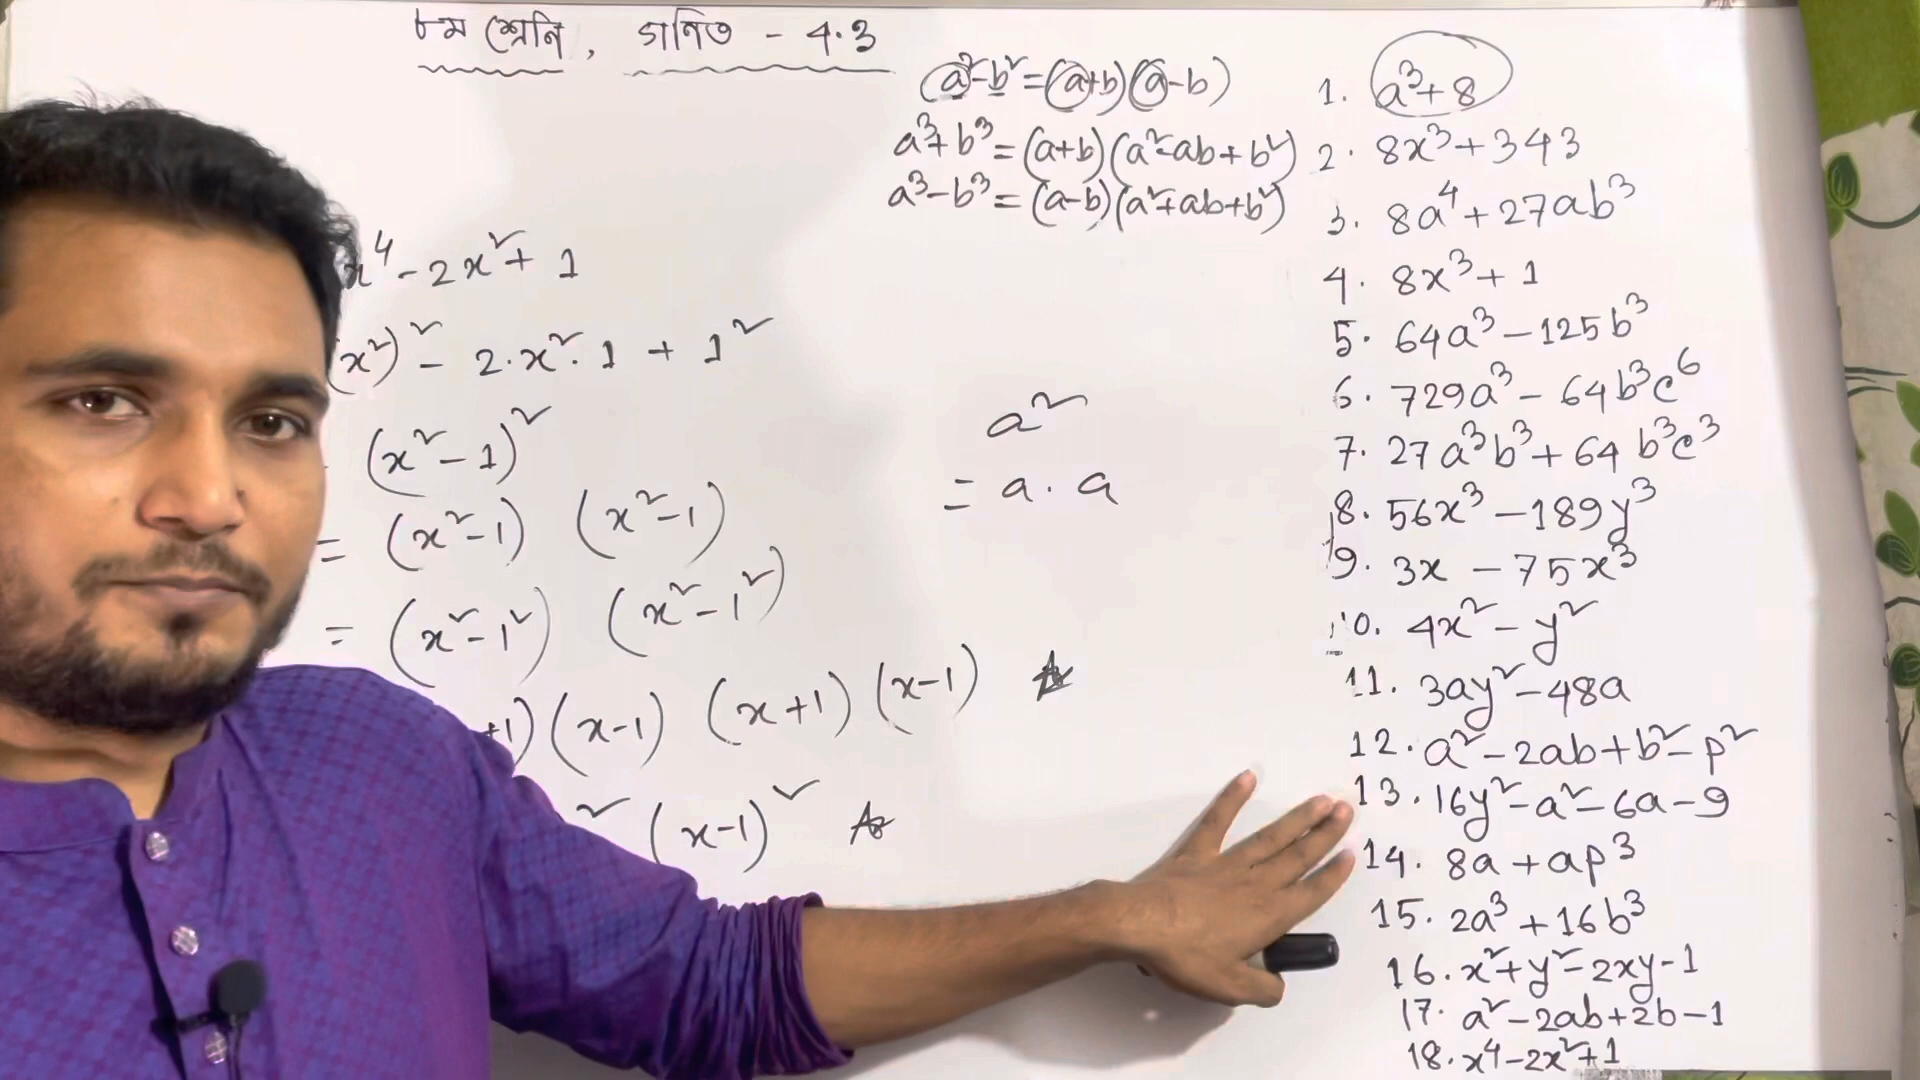 ৮ম শ্রেনি, গনিত - 4.3
a²-b²=(a+b)(a-b)
a³+b³=(a+b)(a²-ab+b²)
a³-b³=(a-b)(a²+ab+b²)
x⁴-2x²+1
(x²)²-2.x².1+1²
(x²-1)²
= (x²-1) (x²-1)
= (x²-1²) (x²-1²)
+1)(x-1) (x+1)(x-1)
² (x-1)²
a²
= a.a
1. a³+8
2. 8x³+343
3. 8a⁴+27ab³
4. 8x³+1
5. 64a³-125b³
6. 729a³-64b³c⁶
7. 27a³b³+64b³c³
8. 56x³-189y³
9. 3x-75x³
10. 4x²-y²
11. 3ay²-48a
12. a²-2ab+b²-p²
13. 16y²-a²-6a-9
14. 8a+ap³
15. 2a³+16b³
16. x²+y²-2xy-1
17. a²-2ab+2b-1
18. x⁴-2x²+1